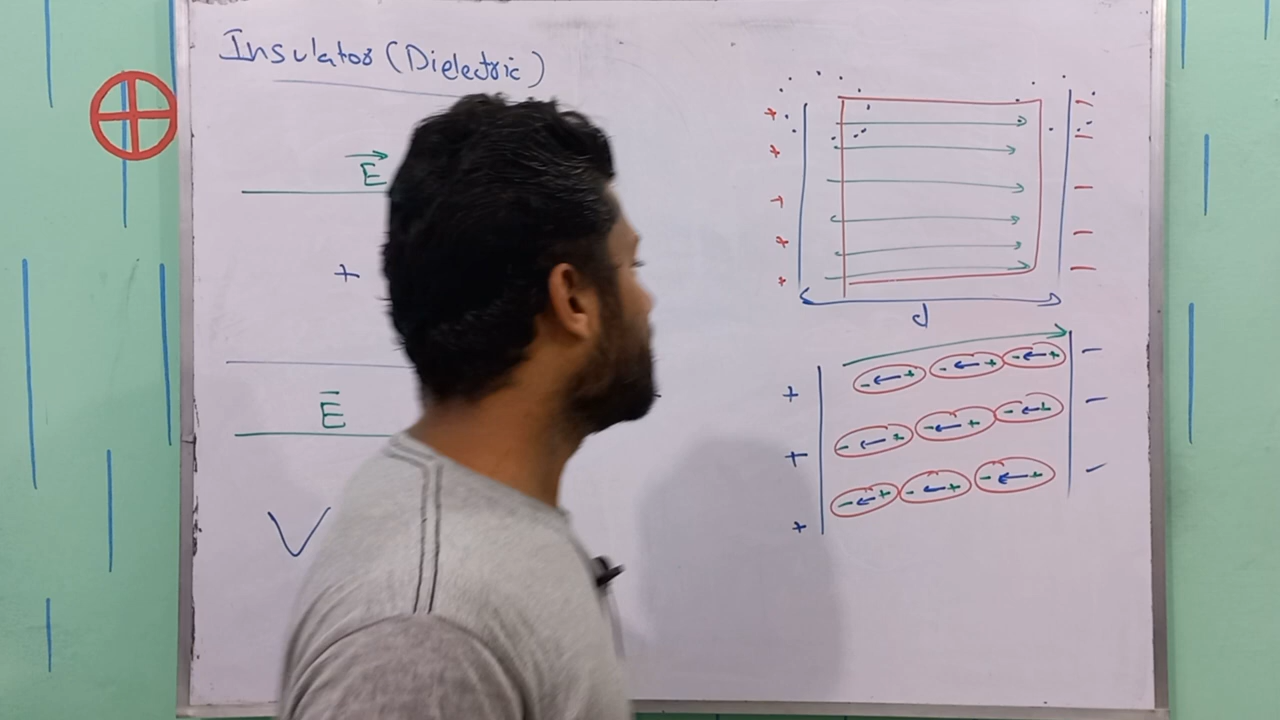 Insulator (Dielectric)
E
+
E
V
+ −
+ −
+ −
+ −
+ −
d
- + - + - + −
+
- + - + - + −
+
- + - + - + −
+